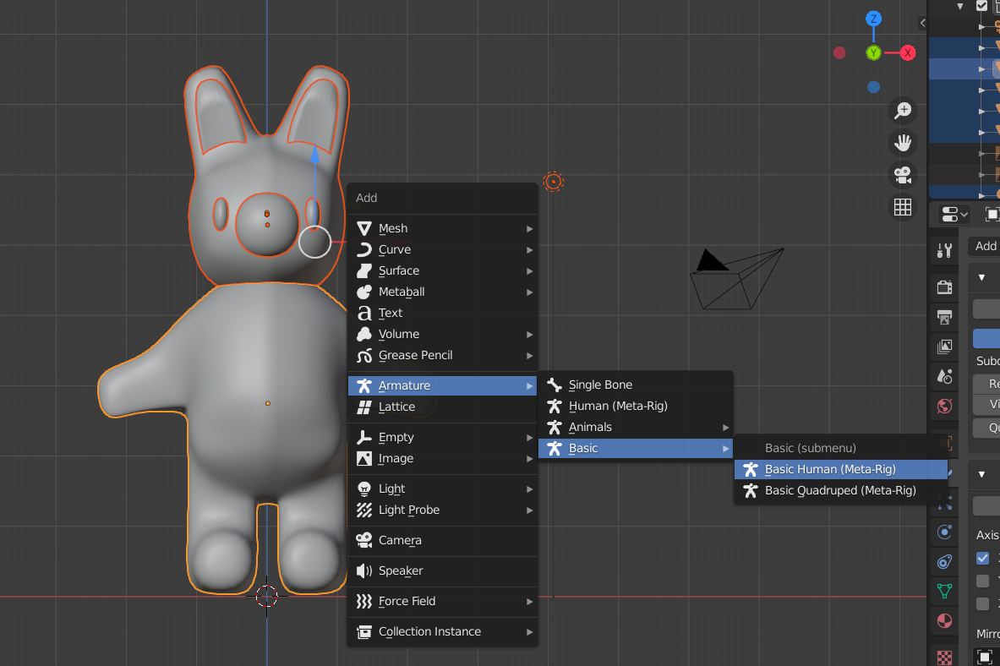 Z
Y
X
Add
Mesh
Curve
Surface
Metaball
Text
Volume
Grease Pencil
Armature
Lattice
Empty
Image
Light
Light Probe
Camera
Speaker
Force Field
Collection Instance
Single Bone
Human (Meta-Rig)
Animals
Basic
Basic (submenu)
Basic Human (Meta-Rig)
Basic Quadruped (Meta-Rig)
Add
Subd
Re
Vi
Qu
Axis
Mirro